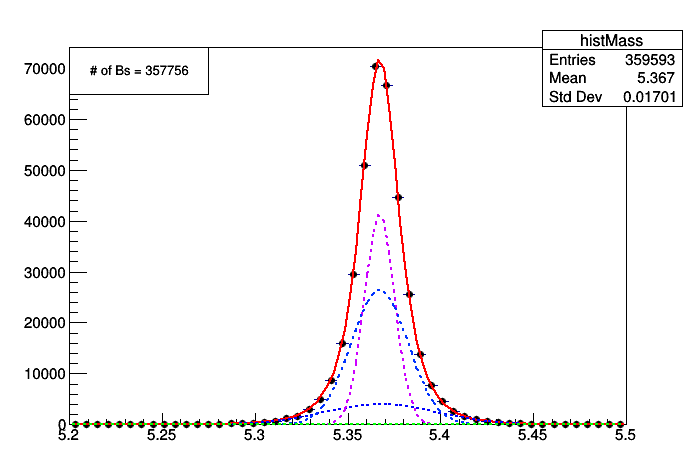 histMass
Entries 359593
Mean 5.367
Std Dev 0.01701
# of Bs = 357756
70000
60000
50000
40000
30000
20000
10000
0
5.2 5.25 5.3 5.35 5.4 5.45 5.5